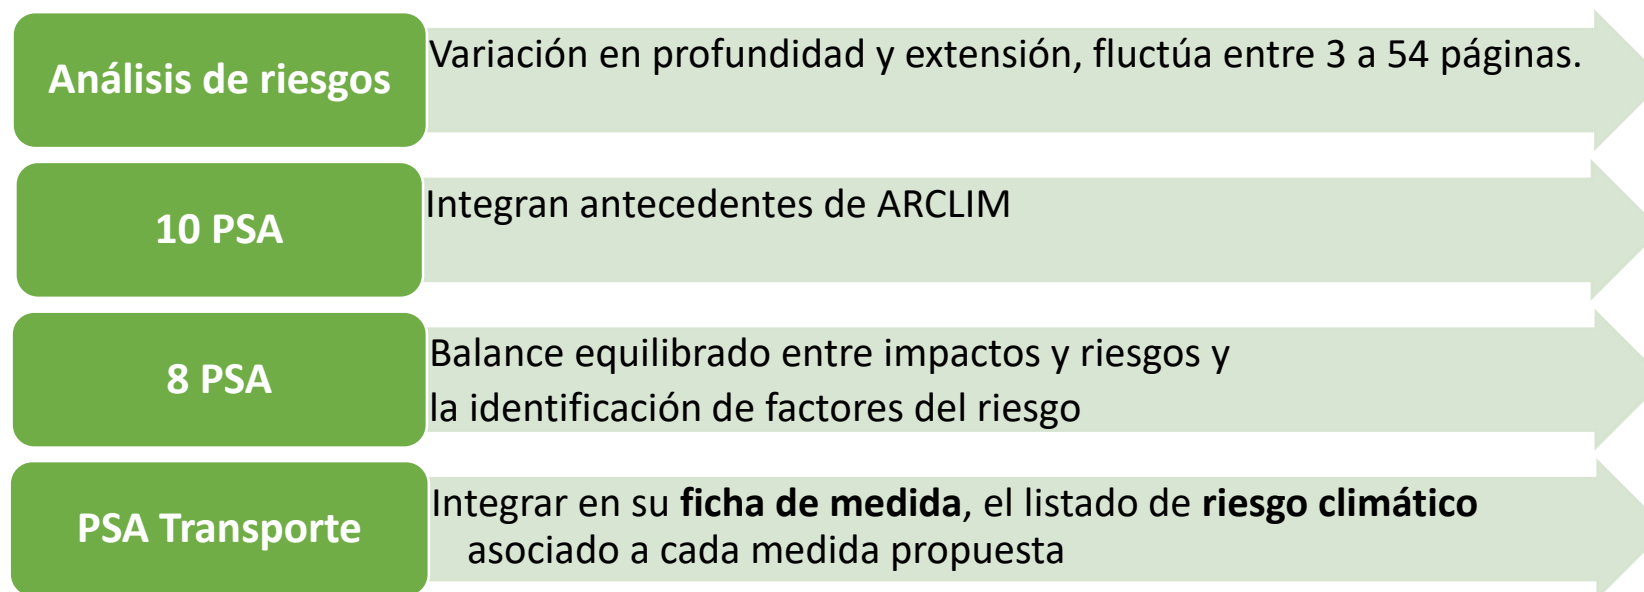 Análisis de riesgos
Variación en profundidad y extensión, fluctúa entre 3 a 54 páginas.
10 PSA
Integran antecedentes de ARCLIM
8 PSA
Balance equilibrado entre impactos y riesgos y
la identificación de factores del riesgo
PSA Transporte
Integrar en su ficha de medida, el listado de riesgo climático
asociado a cada medida propuesta